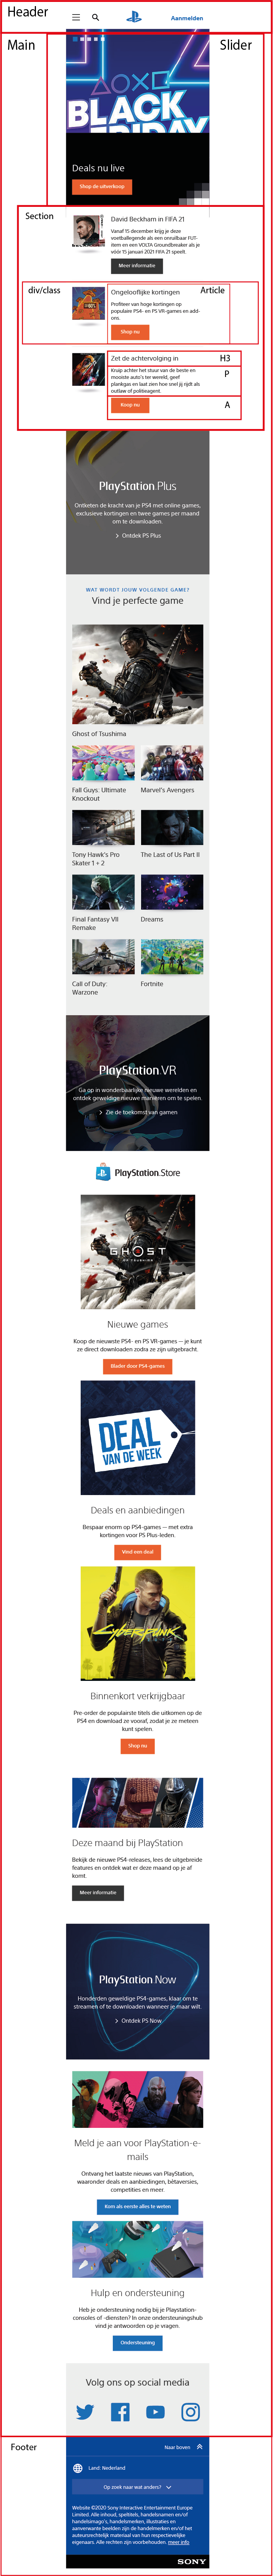 Header
Aanmelden
Main
Slider
BLACK
FRIDAY
Deals nu live
Shop de uitverkoop
Section
David Beckham in FIFA 21
Vanaf 15 december krijg je deze
voetballegende als een onruilbaar FUT-
item en een VOLTA Groundbreaker als je
vóór 15 januari 2021 FIFA 21 speelt.
Meer informatie
div/class
Article
Ongelooflijke kortingen
Profiteer van hoge kortingen op
populaire PS4- en PS VR-games en add-
ons.
Shop nu
Zet de achtervolging in
H3
Kruip achter het stuur van de beste en
mooiste auto's ter wereld, geef
plankgas en laat zien hoe snel jij rijdt als
outlaw of politieagent.
P
Koop nu
A
PlayStation.Plus
Ontketen de kracht van je PS4 met online games,
exclusieve kortingen en twee games per maand
om te downloaden.
Ontdek PS Plus
WAT WORDT JOUW VOLGENDE GAME?
Vind je perfecte game
Ghost of Tsushima
Fall Guys: Ultimate
Knockout
Marvel's Avengers
Tony Hawk's Pro
Skater 1 + 2
The Last of Us Part II
Final Fantasy VII
Remake
Dreams
Call of Duty:
Warzone
Fortnite
PlayStation.VR
Ga op in wonderbaarlijke nieuwe werelden en
ontdek geweldige nieuwe manieren om te spelen.
Zie de toekomst van gamen
PlayStation.Store
GHOST
OF TSUSHIMA
Nieuwe games
Koop de nieuwste PS4- en PS VR-games — je kunt
ze direct downloaden zodra ze zijn uitgebracht.
Blader door PS4-games
DEAL
VAN DE WEEK
Deals en aanbiedingen
Bespaar enorm op PS4-games — met extra
kortingen voor PS Plus-leden.
Vind een deal
Cyberpunk
Binnenkort verkrijgbaar
Pre-order de populairste titels die uitkomen op de
PS4 en download ze vooraf, zodat je ze meteen
kunt spelen.
Shop nu
Deze maand bij PlayStation
Bekijk de nieuwe PS4-releases, lees de uitgebreide
features en ontdek wat er deze maand op je af
komt.
Meer informatie
PlayStation.Now
Honderden geweldige PS4-games, klaar om te
streamen of te downloaden wanneer je maar wilt.
Ontdek PS Now
Meld je aan voor PlayStation-e-
mails
Ontvang het laatste nieuws van PlayStation,
waaronder deals en aanbiedingen, bètaversies,
competities en meer.
Kom als eerste alles te weten
Hulp en ondersteuning
Heb je ondersteuning nodig bij je Playstation-
consoles of -diensten? In onze ondersteuningshub
vind je antwoorden op je vragen.
Ondersteuning
Volg ons op social media
Footer
Naar boven
Land: Nederland
Op zoek naar wat anders?
Website ©2020 Sony Interactive Entertainment Europe
Limited. Alle inhoud, speltitels, handelsnamen en/of
handelsimago's, handelsmerken, illustraties en
aanverwante beelden zijn de handelsmerken en/of het
auteursrechtelijk materiaal van hun respectievelijke
eigenaars. Alle rechten zijn voorbehouden. meer info
SONY